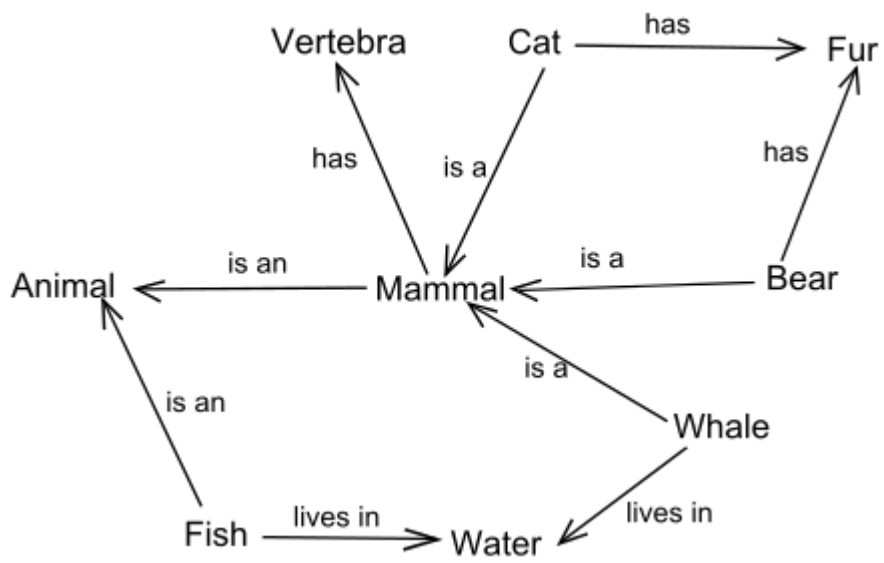 Vertebra
Cat
has
Fur
has
is a
has
is an
is a
Animal
Mammal
Bear
is a
is an
Whale
lives in
lives in
Fish
Water